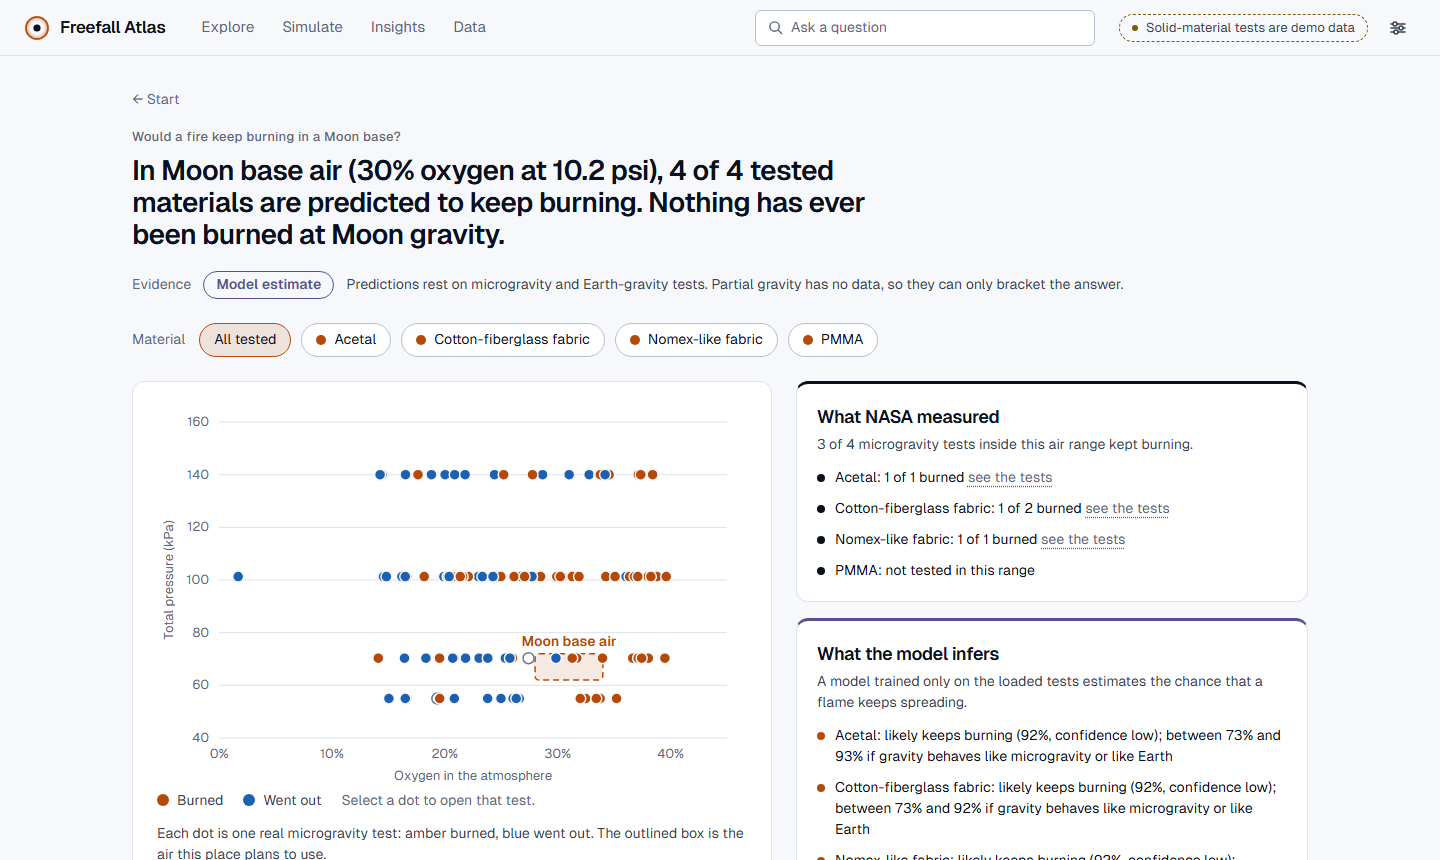 Freefall Atlas
Explore
Simulate
Insights
Data
Ask a question
Solid-material tests are demo data
← Start
Would a fire keep burning in a Moon base?
In Moon base air (30% oxygen at 10.2 psi), 4 of 4 tested
materials are predicted to keep burning. Nothing has ever
been burned at Moon gravity.
Evidence
Model estimate
Predictions rest on microgravity and Earth-gravity tests. Partial gravity has no data, so they can only bracket the answer.
Material
All tested
Acetal
Cotton-fiberglass fabric
Nomex-like fabric
PMMA
160
140
120
100
80
60
40
Total pressure (kPa)
Moon base air
0%
10%
20%
30%
40%
Oxygen in the atmosphere
Burned
Went out
Select a dot to open that test.
Each dot is one real microgravity test: amber burned, blue went out. The outlined box is the
air this place plans to use.
What NASA measured
3 of 4 microgravity tests inside this air range kept burning.
Acetal: 1 of 1 burned see the tests
Cotton-fiberglass fabric: 1 of 2 burned see the tests
Nomex-like fabric: 1 of 1 burned see the tests
PMMA: not tested in this range
What the model infers
A model trained only on the loaded tests estimates the chance that a
flame keeps spreading.
Acetal: likely keeps burning (92%, confidence low); between 73% and
93% if gravity behaves like microgravity or like Earth
Cotton-fiberglass fabric: likely keeps burning (92%, confidence low);
between 73% and 92% if gravity behaves like microgravity or like
Earth
Nomex-like fabric: likely keeps burning (92%, confidence low);